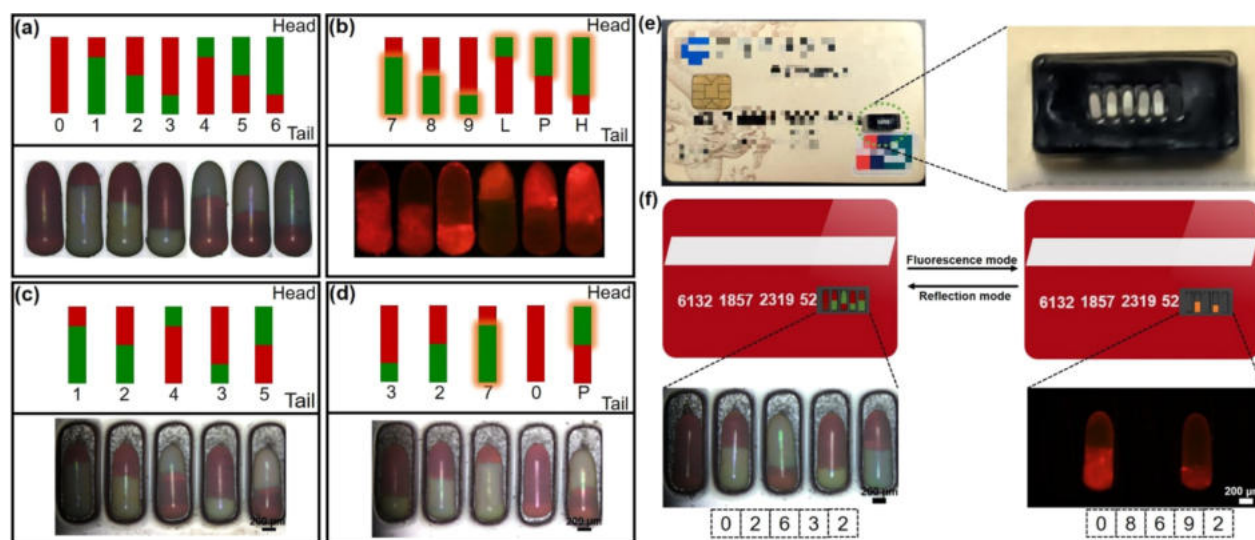 (a)
Head
0 1 2 3 4 5 6
Tail
(b)
Head
7 8 9 L P H
Tail
(c)
Head
1 2 4 3 5
Tail
200 μm
(d)
Head
3 2 7 0 P
Tail
200 μm
(e)
(f)
6132 1857 2319 52
Fluorescence mode
Reflection mode
6132 1857 2319 52
200 μm
0 2 6 3 2
200 μm
0 8 6 9 2